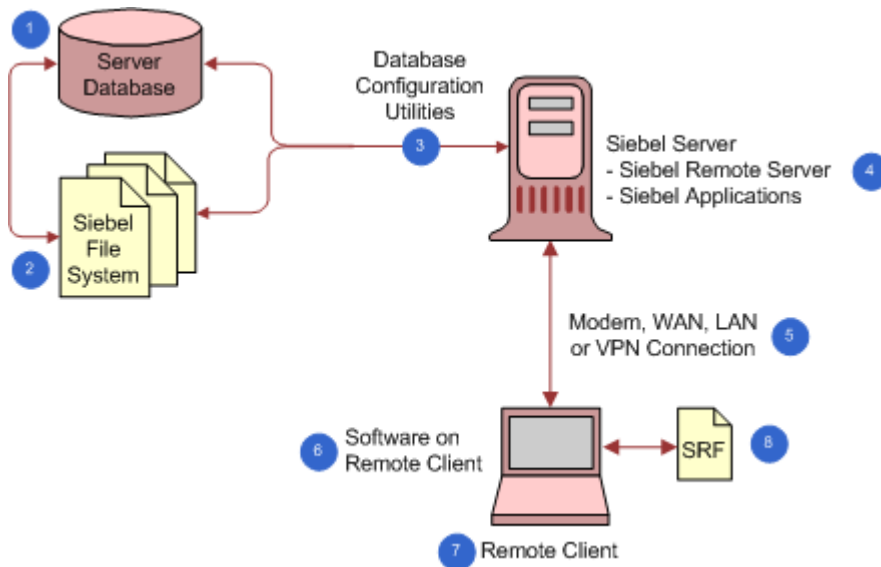 1
Server
Database
Database
Configuration
Utilities
3
Siebel Server
- Siebel Remote Server
- Siebel Applications
4
2
Siebel
File
System
Modem, WAN, LAN
or VPN Connection
5
6
Software on
Remote Client
SRF
8
7
Remote Client